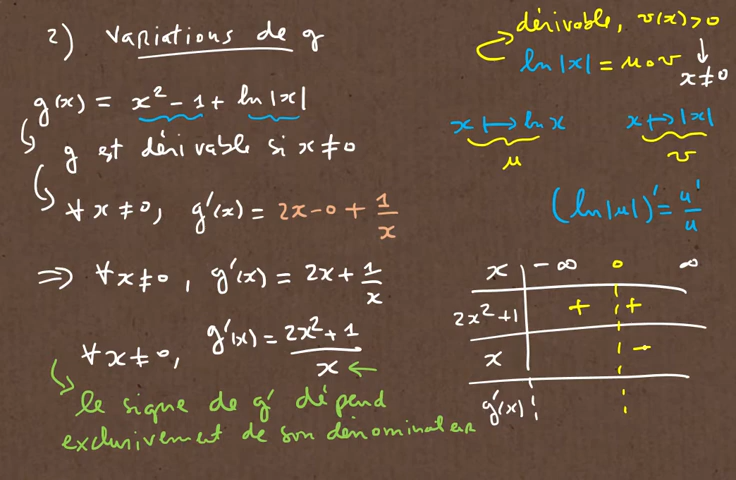 2) Variations de g
g(x) = x² - 1 + ln|x|
g est dérivable si x ≠ 0
∀ x ≠ 0, g'(x) = 2x - 0 + 1/x
⇒ ∀ x ≠ 0, g'(x) = 2x + 1/x
∀ x ≠ 0, g'(x) = (2x² + 1)/x ←
le signe de g' dépend
exclusivement de son dénominateur
dérivable, v(x) > 0
ln|x| = u∘v ↓
x ≠ 0
x ↦ ln x x ↦ |x|
u v
(ln|u|)' = u'/u
x -∞ 0 ∞
2x² + 1 + +
x -
g'(x)